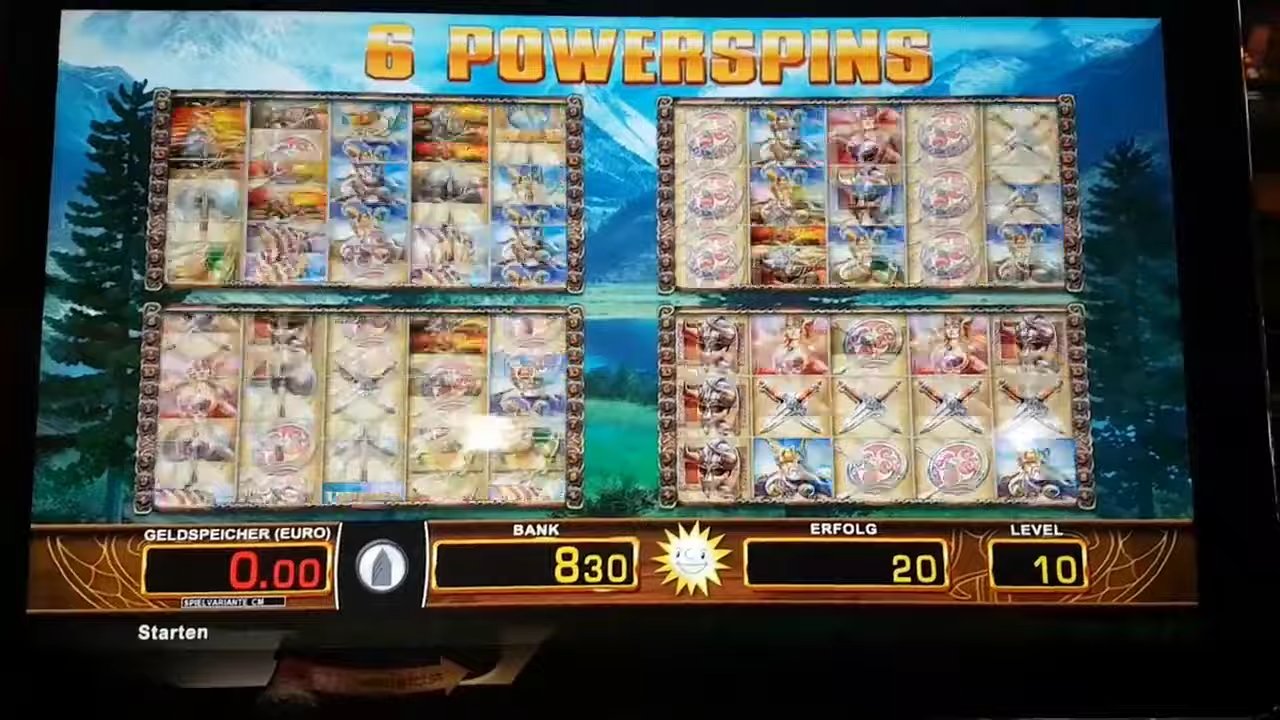 6 POWERSPINS
GELDSPEICHER (EURO)
BANK
ERFOLG
LEVEL
0.00
830
20
10
SPIELVARIANTE CM
Starten